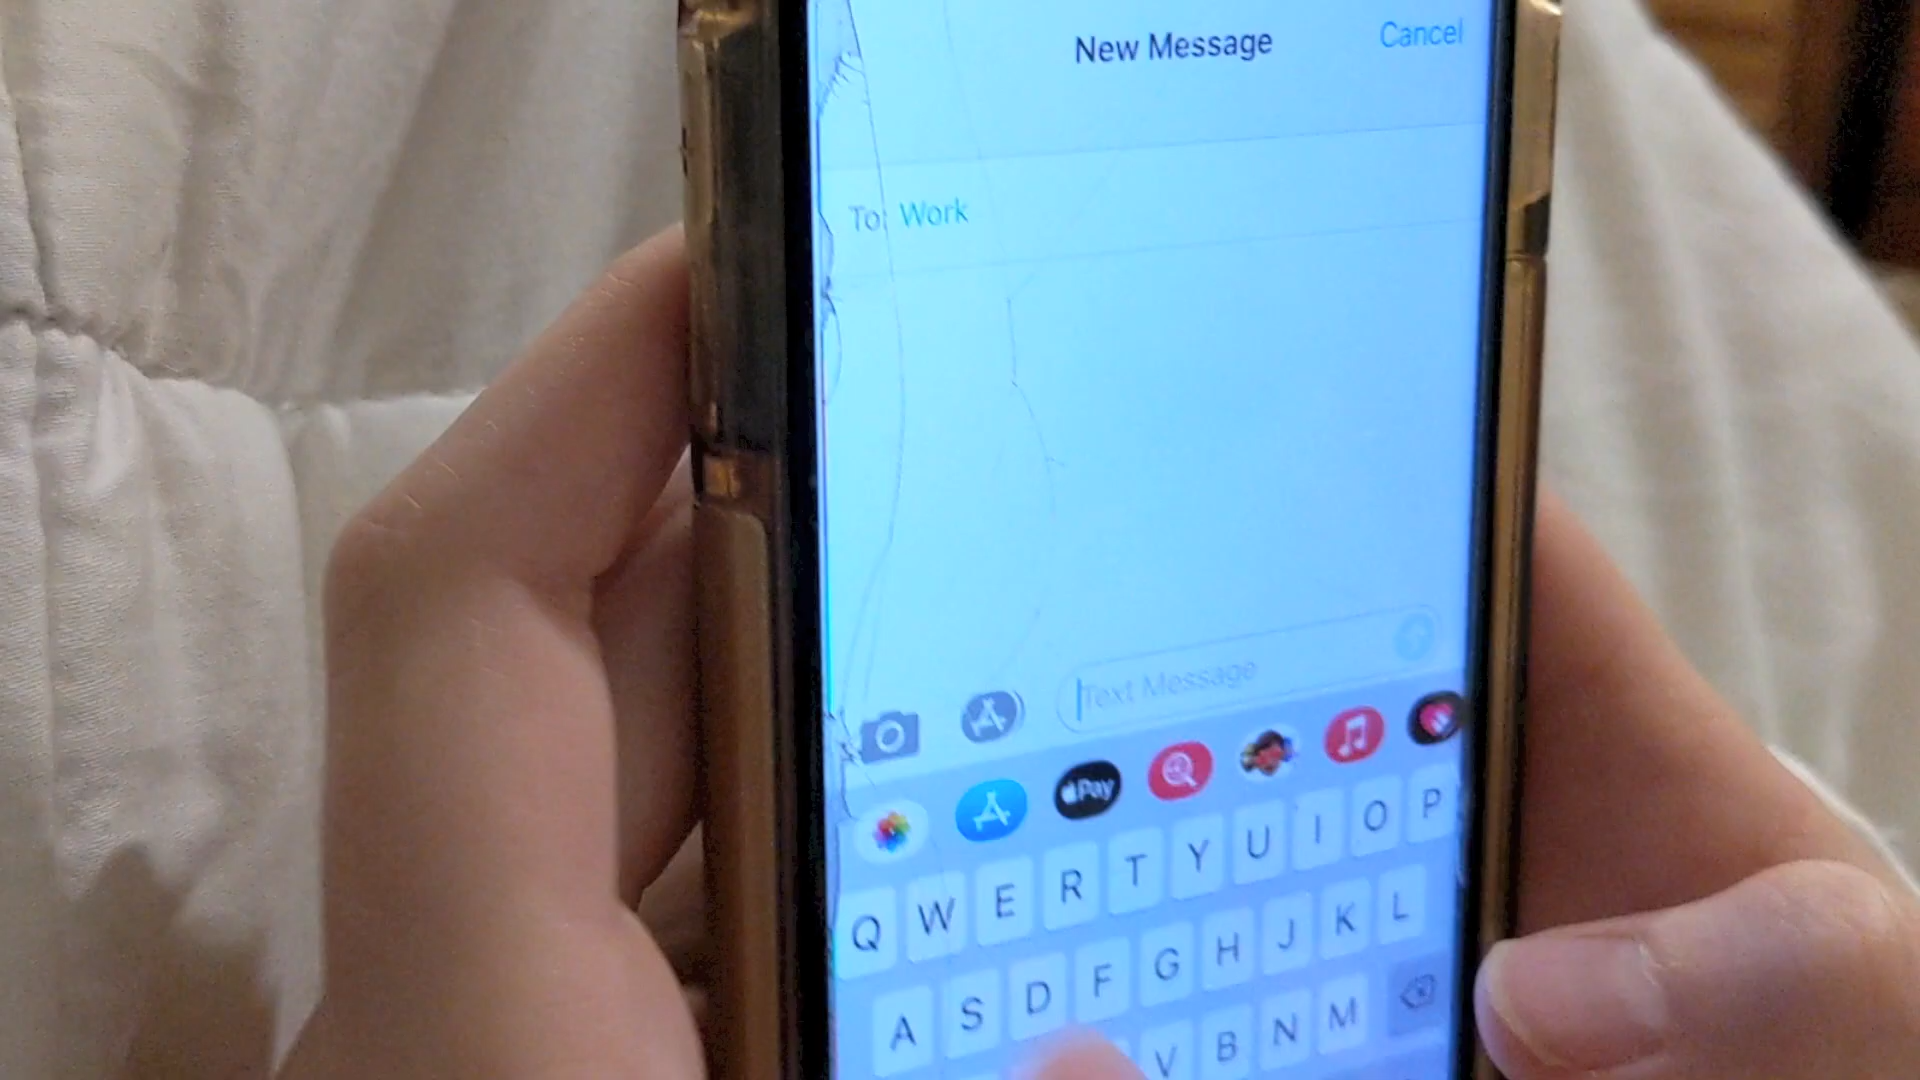 New Message
Cancel
To: Work
Text Message
Pay
Q W E R T Y U I O P
A S D F G H J K L
V B N M